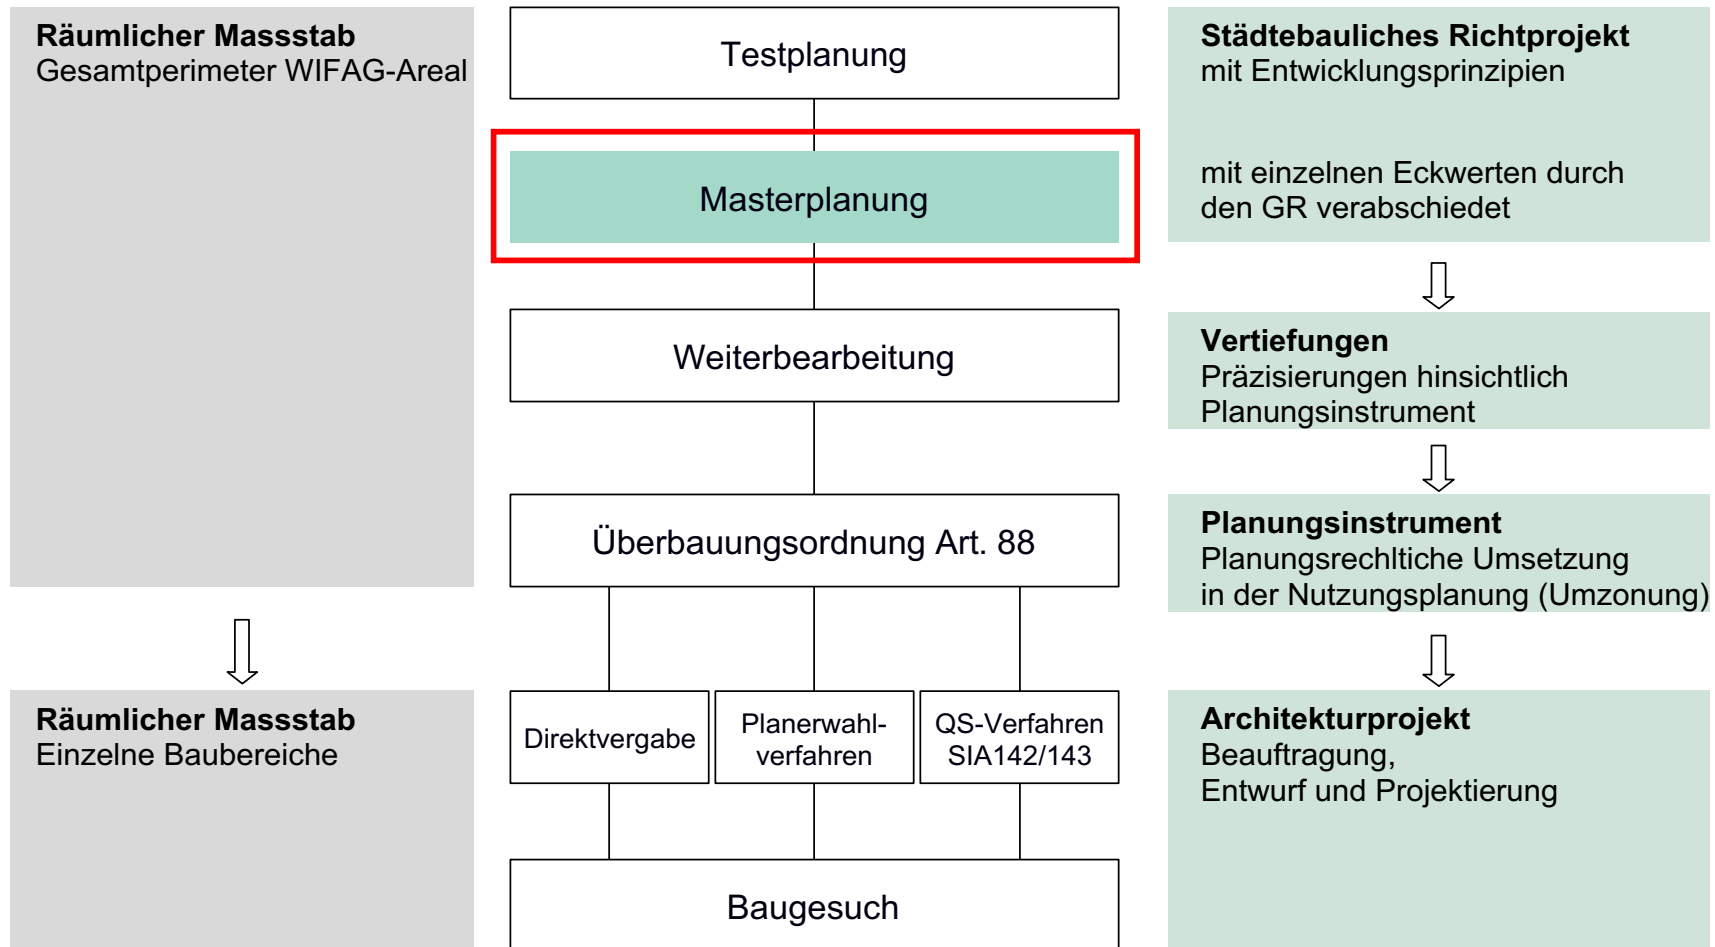 Räumlicher Massstab
Gesamtperimeter WIFAG-Areal
Räumlicher Massstab
Einzelne Baubereiche
Testplanung
Masterplanung
Weiterbearbeitung
Überbauungsordnung Art. 88
Direktvergabe
Planerwahl-
verfahren
QS-Verfahren
SIA142/143
Baugesuch
Städtebauliches Richtprojekt
mit Entwicklungsprinzipien
mit einzelnen Eckwerten durch
den GR verabschiedet
Vertiefungen
Präzisierungen hinsichtlich
Planungsinstrument
Planungsinstrument
Planungsrechltiche Umsetzung
in der Nutzungsplanung (Umzonung)
Architekturprojekt
Beauftragung,
Entwurf und Projektierung